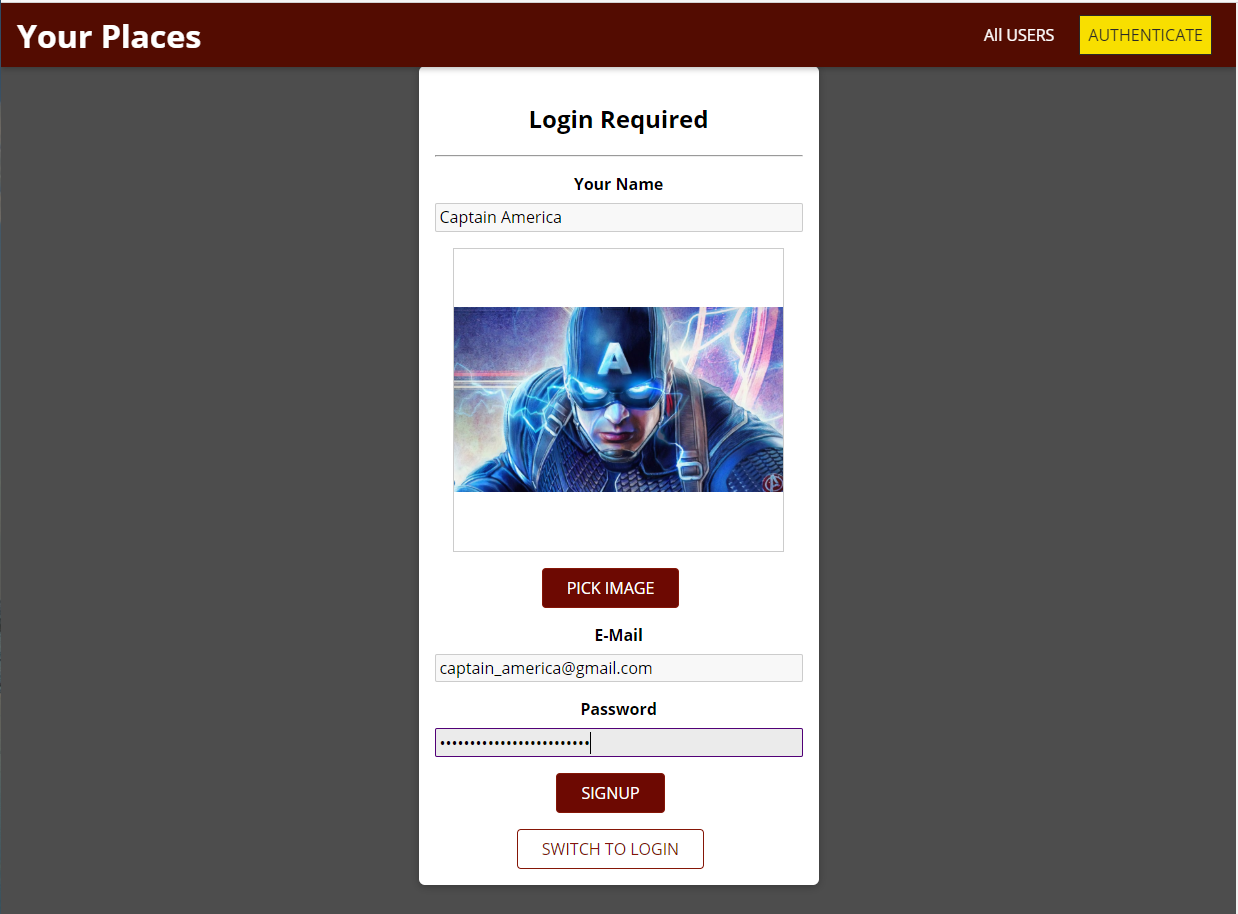 Your Places
All USERS
AUTHENTICATE
Login Required
Your Name
Captain America
A
PICK IMAGE
E-Mail
captain_america@gmail.com
Password
•••••••••••••••••••••••••
SIGNUP
SWITCH TO LOGIN